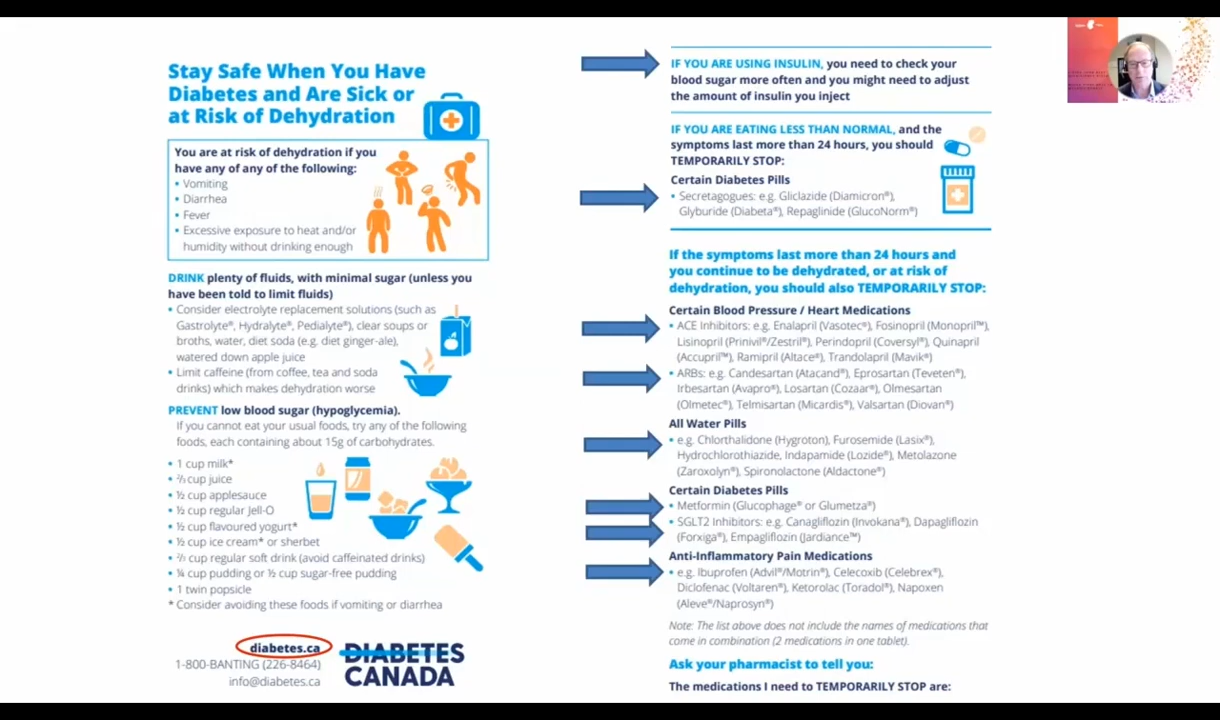 Stay Safe When You Have
Diabetes and Are Sick or
at Risk of Dehydration
You are at risk of dehydration if you
have any of any of the following:
• Vomiting
• Diarrhea
• Fever
• Excessive exposure to heat and/or
humidity without drinking enough
DRINK plenty of fluids, with minimal sugar (unless you
have been told to limit fluids)
• Consider electrolyte replacement solutions (such as
Gastrolyte®, Hydralyte®, Pedialyte®), clear soups or
broths, water, diet soda (e.g. diet ginger-ale),
watered down apple juice
• Limit caffeine (from coffee, tea and soda
drinks) which makes dehydration worse
PREVENT low blood sugar (hypoglycemia).
If you cannot eat your usual foods, try any of the following
foods, each containing about 15g of carbohydrates.
• 1 cup milk*
• ⅔ cup juice
• ½ cup applesauce
• ½ cup regular Jell-O
• ½ cup flavoured yogurt*
• ½ cup ice cream* or sherbet
• ⅔ cup regular soft drink (avoid caffeinated drinks)
• ¼ cup pudding or ½ cup sugar-free pudding
• 1 twin popsicle
* Consider avoiding these foods if vomiting or diarrhea
diabetes.ca
1-800-BANTING (226-8464)
info@diabetes.ca
DIABETES
CANADA
IF YOU ARE USING INSULIN, you need to check your
blood sugar more often and you might need to adjust
the amount of insulin you inject
IF YOU ARE EATING LESS THAN NORMAL, and the
symptoms last more than 24 hours, you should
TEMPORARILY STOP:
Certain Diabetes Pills
• Secretagogues: e.g. Gliclazide (Diamicron®),
Glyburide (Diabeta®), Repaglinide (GlucoNorm®)
If the symptoms last more than 24 hours and
you continue to be dehydrated, or at risk of
dehydration, you should also TEMPORARILY STOP:
Certain Blood Pressure / Heart Medications
• ACE Inhibitors: e.g. Enalapril (Vasotec®), Fosinopril (Monopril™),
Lisinopril (Prinivil®/Zestril®), Perindopril (Coversyl®), Quinapril
(Accupril™), Ramipril (Altace®), Trandolapril (Mavik®)
• ARBs: e.g. Candesartan (Atacand®), Eprosartan (Teveten®),
Irbesartan (Avapro®), Losartan (Cozaar®), Olmesartan
(Olmetec®), Telmisartan (Micardis®), Valsartan (Diovan®)
All Water Pills
• e.g. Chlorthalidone (Hygroton), Furosemide (Lasix®),
Hydrochlorothiazide, Indapamide (Lozide®), Metolazone
(Zaroxolyn®), Spironolactone (Aldactone®)
Certain Diabetes Pills
• Metformin (Glucophage® or Glumetza®)
• SGLT2 Inhibitors: e.g. Canagliflozin (Invokana®), Dapagliflozin
(Forxiga®), Empagliflozin (Jardiance™)
Anti-Inflammatory Pain Medications
• e.g. Ibuprofen (Advil®/Motrin®), Celecoxib (Celebrex®),
Diclofenac (Voltaren®), Ketorolac (Toradol®), Napoxen
(Aleve®/Naprosyn®)
Note: The list above does not include the names of medications that
come in combination (2 medications in one tablet).
Ask your pharmacist to tell you:
The medications I need to TEMPORARILY STOP are: